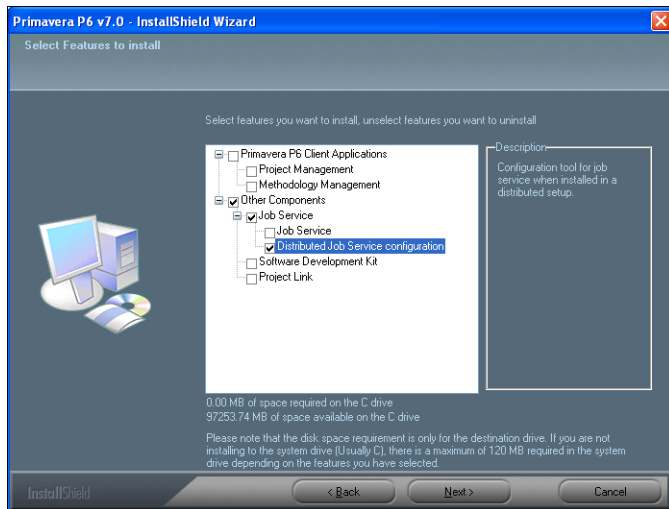 Primavera P6 v7.0 - InstallShield Wizard
Select Features to install
Select features you want to install, unselect features you want to uninstall
Primavera P6 Client Applications
Project Management
Methodology Management
Other Components
Job Service
Job Service
Distributed Job Service configuration
Software Development Kit
Project Link
Description
Configuration tool for job
service when installed in a
distributed setup.
0.00 MB of space required on the C drive
97253.74 MB of space available on the C drive
Please note that the disk space requirement is only for the destination drive. If you are not
installing to the system drive (Usually C), there is a maximum of 120 MB required in the system
drive depending on the features you have selected.
InstallShield
< Back
Next >
Cancel